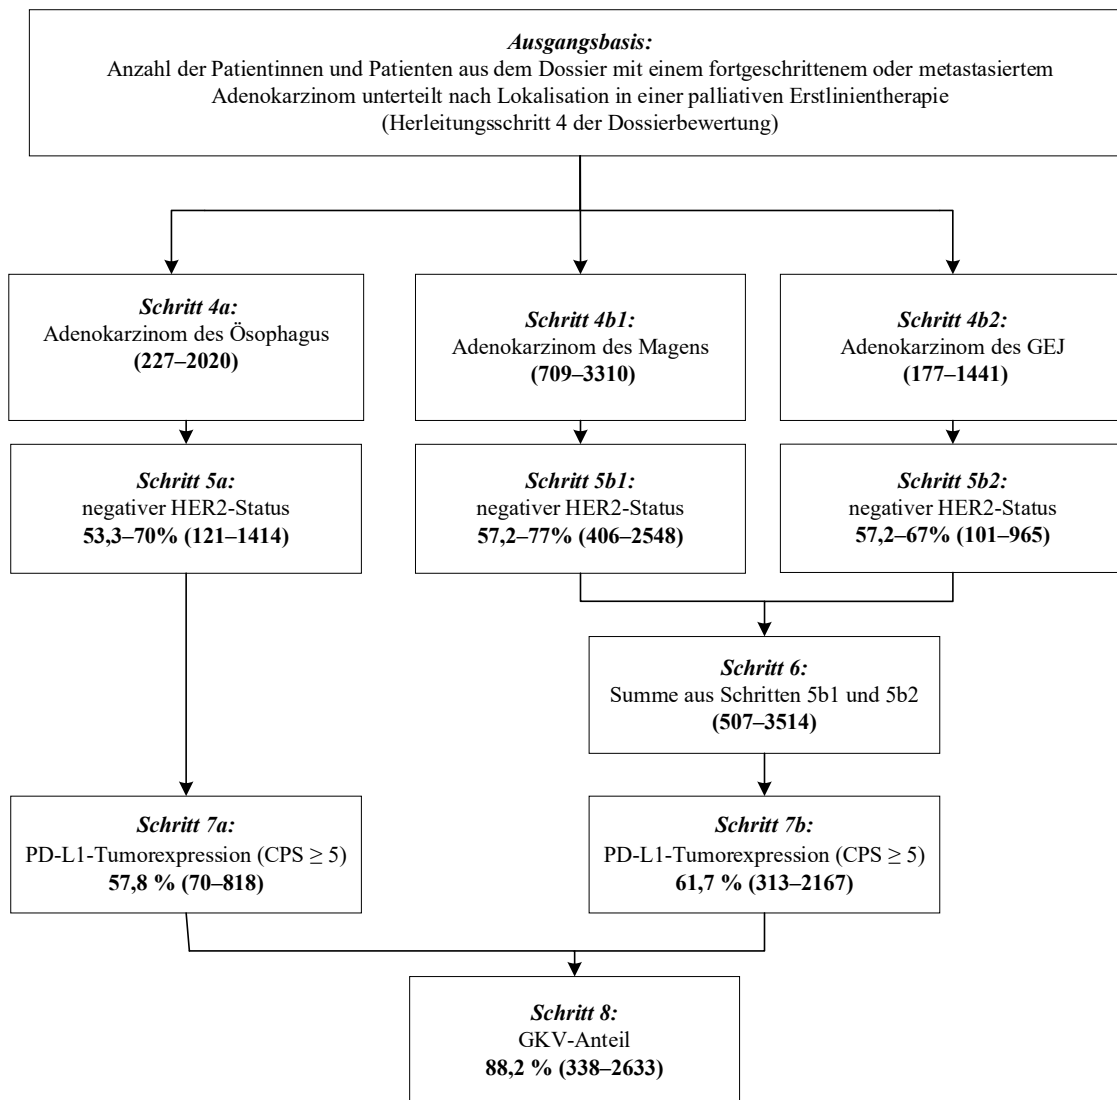 Ausgangsbasis:
Anzahl der Patientinnen und Patienten aus dem Dossier mit einem fortgeschrittenem oder metastasiertem
Adenokarzinom unterteilt nach Lokalisation in einer palliativen Erstlinientherapie
(Herleitungsschritt 4 der Dossierbewertung)
Schritt 4a:
Adenokarzinom des Ösophagus
(227–2020)
Schritt 4b1:
Adenokarzinom des Magens
(709–3310)
Schritt 4b2:
Adenokarzinom des GEJ
(177–1441)
Schritt 5a:
negativer HER2-Status
53,3–70% (121–1414)
Schritt 5b1:
negativer HER2-Status
57,2–77% (406–2548)
Schritt 5b2:
negativer HER2-Status
57,2–67% (101–965)
Schritt 6:
Summe aus Schritten 5b1 und 5b2
(507–3514)
Schritt 7a:
PD-L1-Tumorexpression (CPS ≥ 5)
57,8 % (70–818)
Schritt 7b:
PD-L1-Tumorexpression (CPS ≥ 5)
61,7 % (313–2167)
Schritt 8:
GKV-Anteil
88,2 % (338–2633)